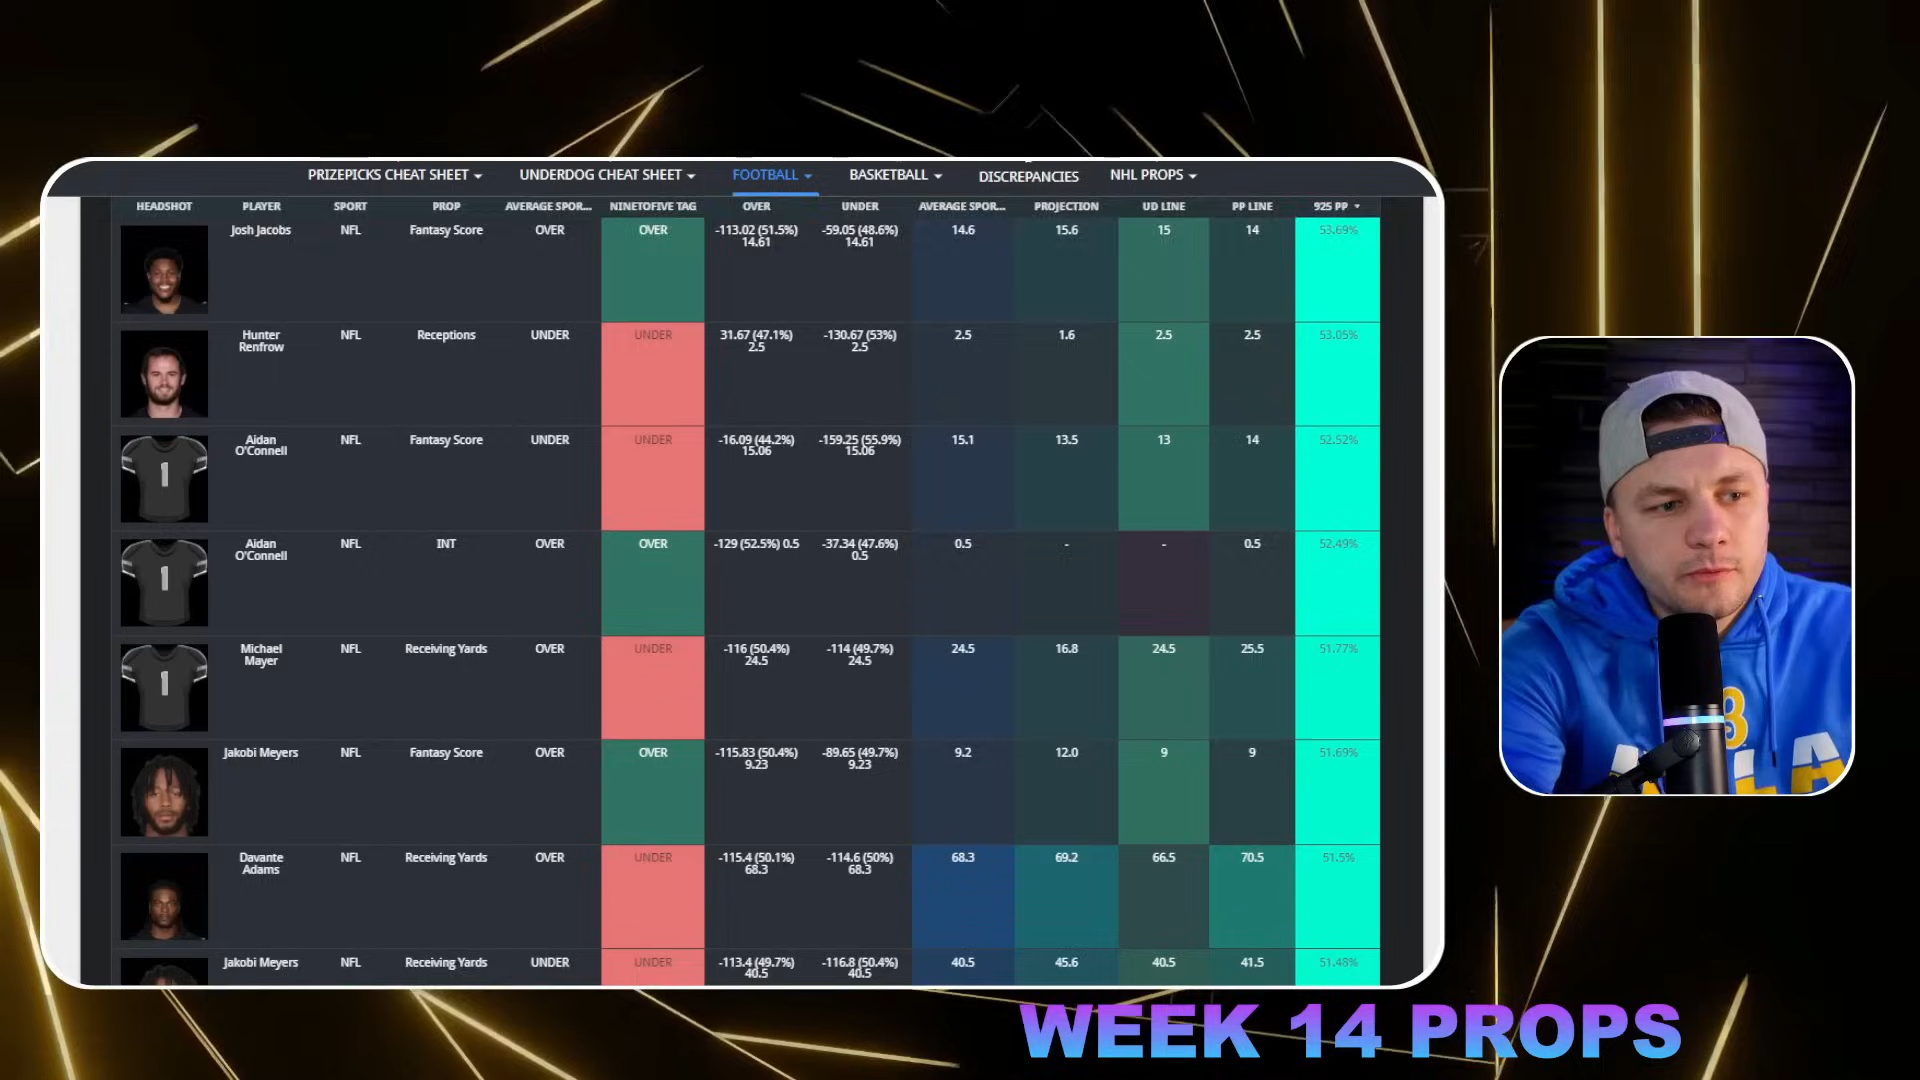 PRIZEPICKS CHEAT SHEET UNDERDOG CHEAT SHEET FOOTBALL BASKETBALL DISCREPANCIES NHL PROPS
HEADSHOT PLAYER SPORT PROP AVERAGE SPOR... NINETOFIVE TAG OVER UNDER AVERAGE SPOR... PROJECTION UD LINE PP LINE 925 PP
Josh Jacobs NFL Fantasy Score OVER OVER -113.02 (51.5%) -59.05 (48.6%) 14.6 15.6 15 14 53.69%
14.61 14.61
Hunter NFL Receptions UNDER UNDER 31.67 (47.1%) -130.67 (53%) 2.5 1.6 2.5 2.5 53.05%
Renfrow 2.5 2.5
Aidan NFL Fantasy Score UNDER UNDER -16.09 (44.2%) -159.25 (55.9%) 15.1 13.5 13 14 52.52%
O'Connell 15.06 15.06
1
Aidan NFL INT OVER OVER -129 (52.5%) 0.5 -37.34 (47.6%) 0.5 - - 0.5 52.49%
O'Connell 0.5
1
Michael NFL Receiving Yards OVER UNDER -116 (50.4%) -114 (49.7%) 24.5 16.8 24.5 25.5 51.77%
Mayer 24.5 24.5
1
Jakobi Meyers NFL Fantasy Score OVER OVER -115.83 (50.4%) -89.65 (49.7%) 9.2 12.0 9 9 51.69%
9.23 9.23
Davante NFL Receiving Yards OVER UNDER -115.4 (50.1%) -114.6 (50%) 68.3 69.2 66.5 70.5 51.5%
Adams 68.3 68.3
Jakobi Meyers NFL Receiving Yards UNDER UNDER -113.4 (49.7%) -116.8 (50.4%) 40.5 45.6 40.5 41.5 51.48%
40.5 40.5
WEEK 14 PROPS